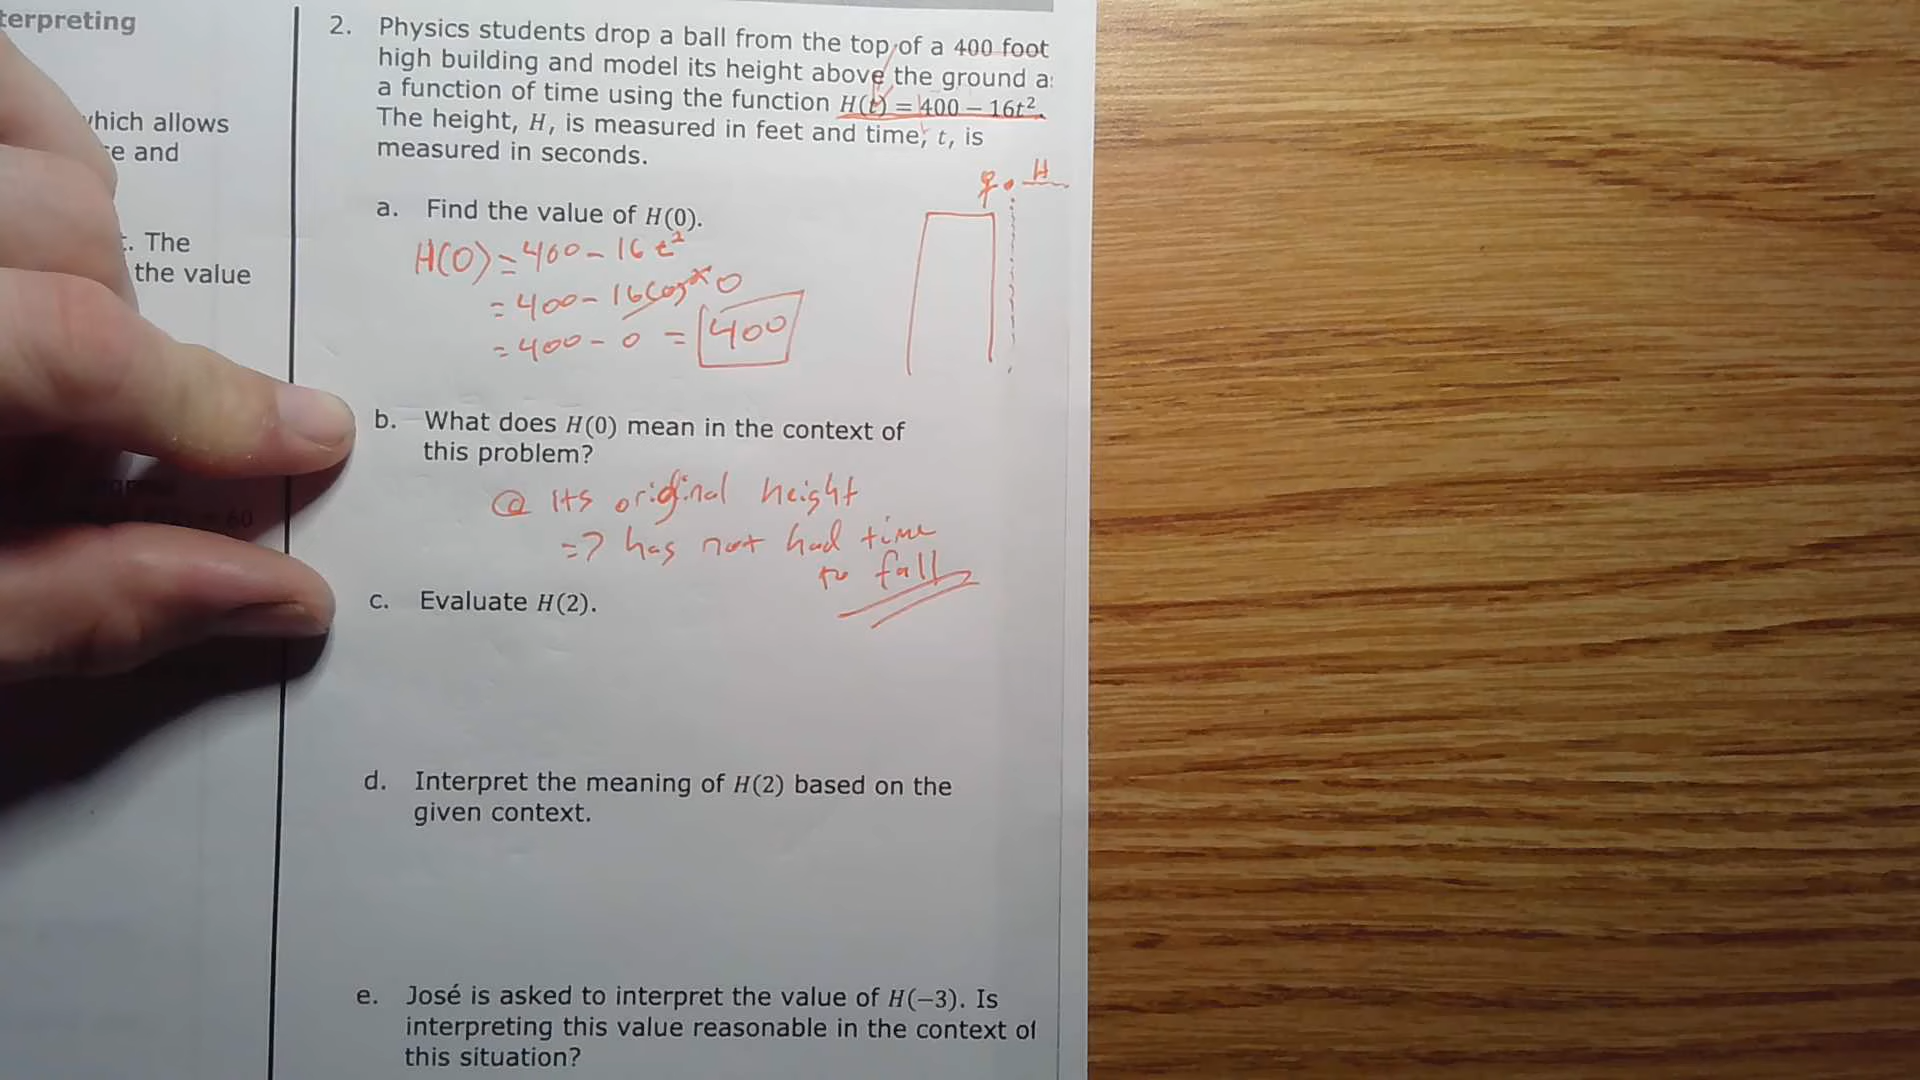 terpreting
which allows
e and
. The
the value
60
2. Physics students drop a ball from the top of a 400 foot
high building and model its height above the ground a
a function of time using the function H(t) = 400 − 16t².
The height, H, is measured in feet and time, t, is
measured in seconds.
H
a. Find the value of H(0).
H(0) = 400 − 16 t²
= 400 − 16(0)² 0
= 400 − 0 = 400
b. What does H(0) mean in the context of
this problem?
@ its original height
=> has not had time
to fall
c. Evaluate H(2).
d. Interpret the meaning of H(2) based on the
given context.
e. José is asked to interpret the value of H(−3). Is
interpreting this value reasonable in the context of
this situation?